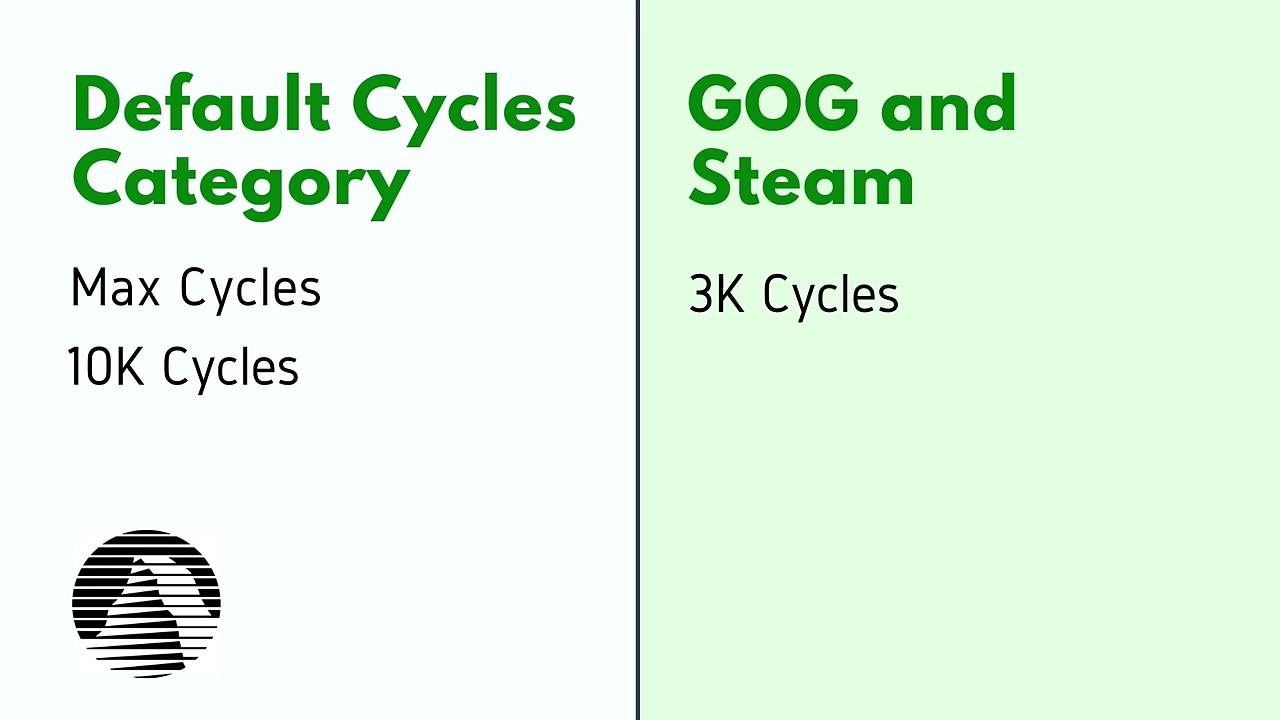 Default Cycles
Category
Max Cycles
10K Cycles
GOG and
Steam
3K Cycles